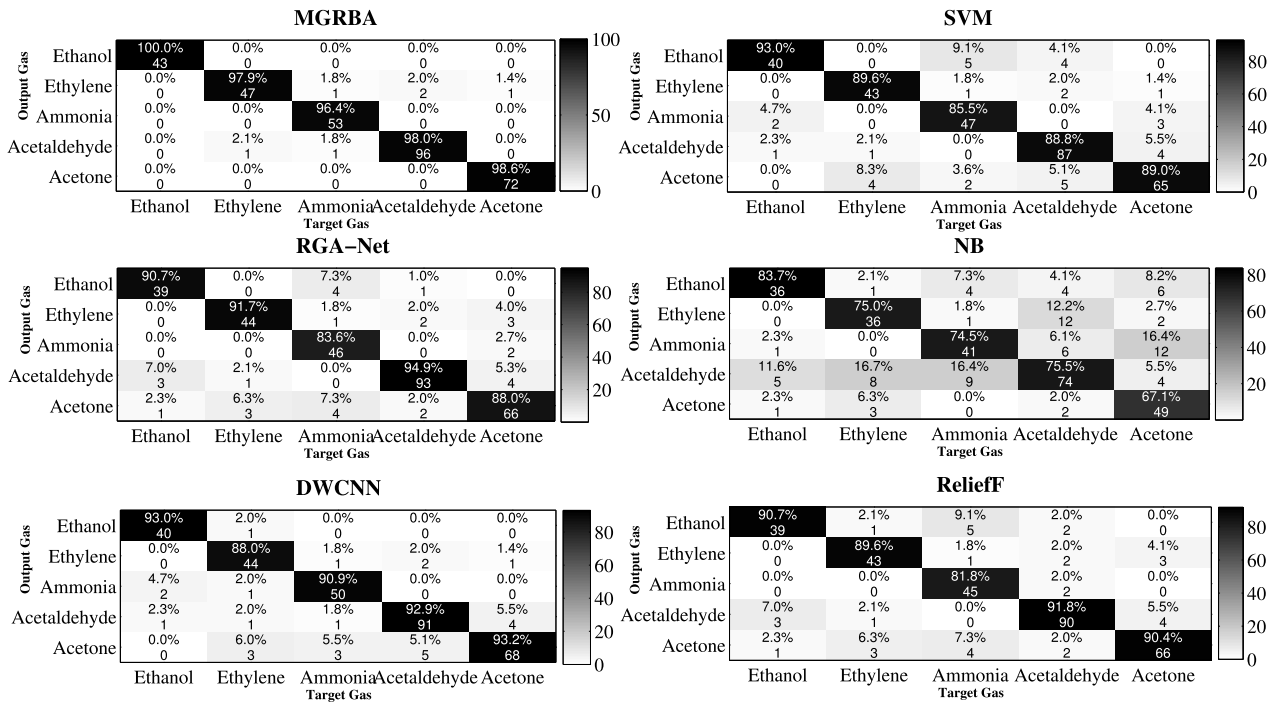 MGRBA
Output Gas
Ethanol 100.0% 0.0% 0.0% 0.0% 0.0%
43 0 0 0 0
Ethylene 0.0% 97.9% 1.8% 2.0% 1.4%
0 47 1 2 1
Ammonia 0.0% 0.0% 96.4% 0.0% 0.0%
0 0 53 0 0
Acetaldehyde 0.0% 2.1% 1.8% 98.0% 0.0%
0 1 1 96 0
Acetone 0.0% 0.0% 0.0% 0.0% 98.6%
0 0 0 0 72
Ethanol Ethylene Ammonia Acetaldehyde Acetone
Target Gas
100
50
0
SVM
Output Gas
Ethanol 93.0% 0.0% 9.1% 4.1% 0.0%
40 0 5 4 0
Ethylene 0.0% 89.6% 1.8% 2.0% 1.4%
0 43 1 2 1
Ammonia 4.7% 0.0% 85.5% 0.0% 4.1%
2 0 47 0 3
Acetaldehyde 2.3% 2.1% 0.0% 88.8% 5.5%
1 1 0 87 4
Acetone 0.0% 8.3% 3.6% 5.1% 89.0%
0 4 2 5 65
Ethanol Ethylene Ammonia Acetaldehyde Acetone
Target Gas
80
60
40
20
0
RGA−Net
Output Gas
Ethanol 90.7% 0.0% 7.3% 1.0% 0.0%
39 0 4 1 0
Ethylene 0.0% 91.7% 1.8% 2.0% 4.0%
0 44 1 2 3
Ammonia 0.0% 0.0% 83.6% 0.0% 2.7%
0 0 46 0 2
Acetaldehyde 7.0% 2.1% 0.0% 94.9% 5.3%
3 1 0 93 4
Acetone 2.3% 6.3% 7.3% 2.0% 88.0%
1 3 4 2 66
Ethanol Ethylene Ammonia Acetaldehyde Acetone
Target Gas
80
60
40
20
NB
Output Gas
Ethanol 83.7% 2.1% 7.3% 4.1% 8.2%
36 1 4 4 6
Ethylene 0.0% 75.0% 1.8% 12.2% 2.7%
0 36 1 12 2
Ammonia 2.3% 0.0% 74.5% 6.1% 16.4%
1 0 41 6 12
Acetaldehyde 11.6% 16.7% 16.4% 75.5% 5.5%
5 8 9 74 4
Acetone 2.3% 6.3% 0.0% 2.0% 67.1%
1 3 0 2 49
Ethanol Ethylene Ammonia Acetaldehyde Acetone
Target Gas
80
60
40
20
DWCNN
Output Gas
Ethanol 93.0% 2.0% 0.0% 0.0% 0.0%
40 1 0 0 0
Ethylene 0.0% 88.0% 1.8% 2.0% 1.4%
0 44 1 2 1
Ammonia 4.7% 2.0% 90.9% 0.0% 0.0%
2 1 50 0 0
Acetaldehyde 2.3% 2.0% 1.8% 92.9% 5.5%
1 1 1 91 4
Acetone 0.0% 6.0% 5.5% 5.1% 93.2%
0 3 3 5 68
Ethanol Ethylene Ammonia Acetaldehyde Acetone
Target Gas
80
60
40
20
0
ReliefF
Output Gas
Ethanol 90.7% 2.1% 9.1% 2.0% 0.0%
39 1 5 2 0
Ethylene 0.0% 89.6% 1.8% 2.0% 4.1%
0 43 1 2 3
Ammonia 0.0% 0.0% 81.8% 2.0% 0.0%
0 0 45 2 0
Acetaldehyde 7.0% 2.1% 0.0% 91.8% 5.5%
3 1 0 90 4
Acetone 2.3% 6.3% 7.3% 2.0% 90.4%
1 3 4 2 66
Ethanol Ethylene Ammonia Acetaldehyde Acetone
Target Gas
80
60
40
20
0